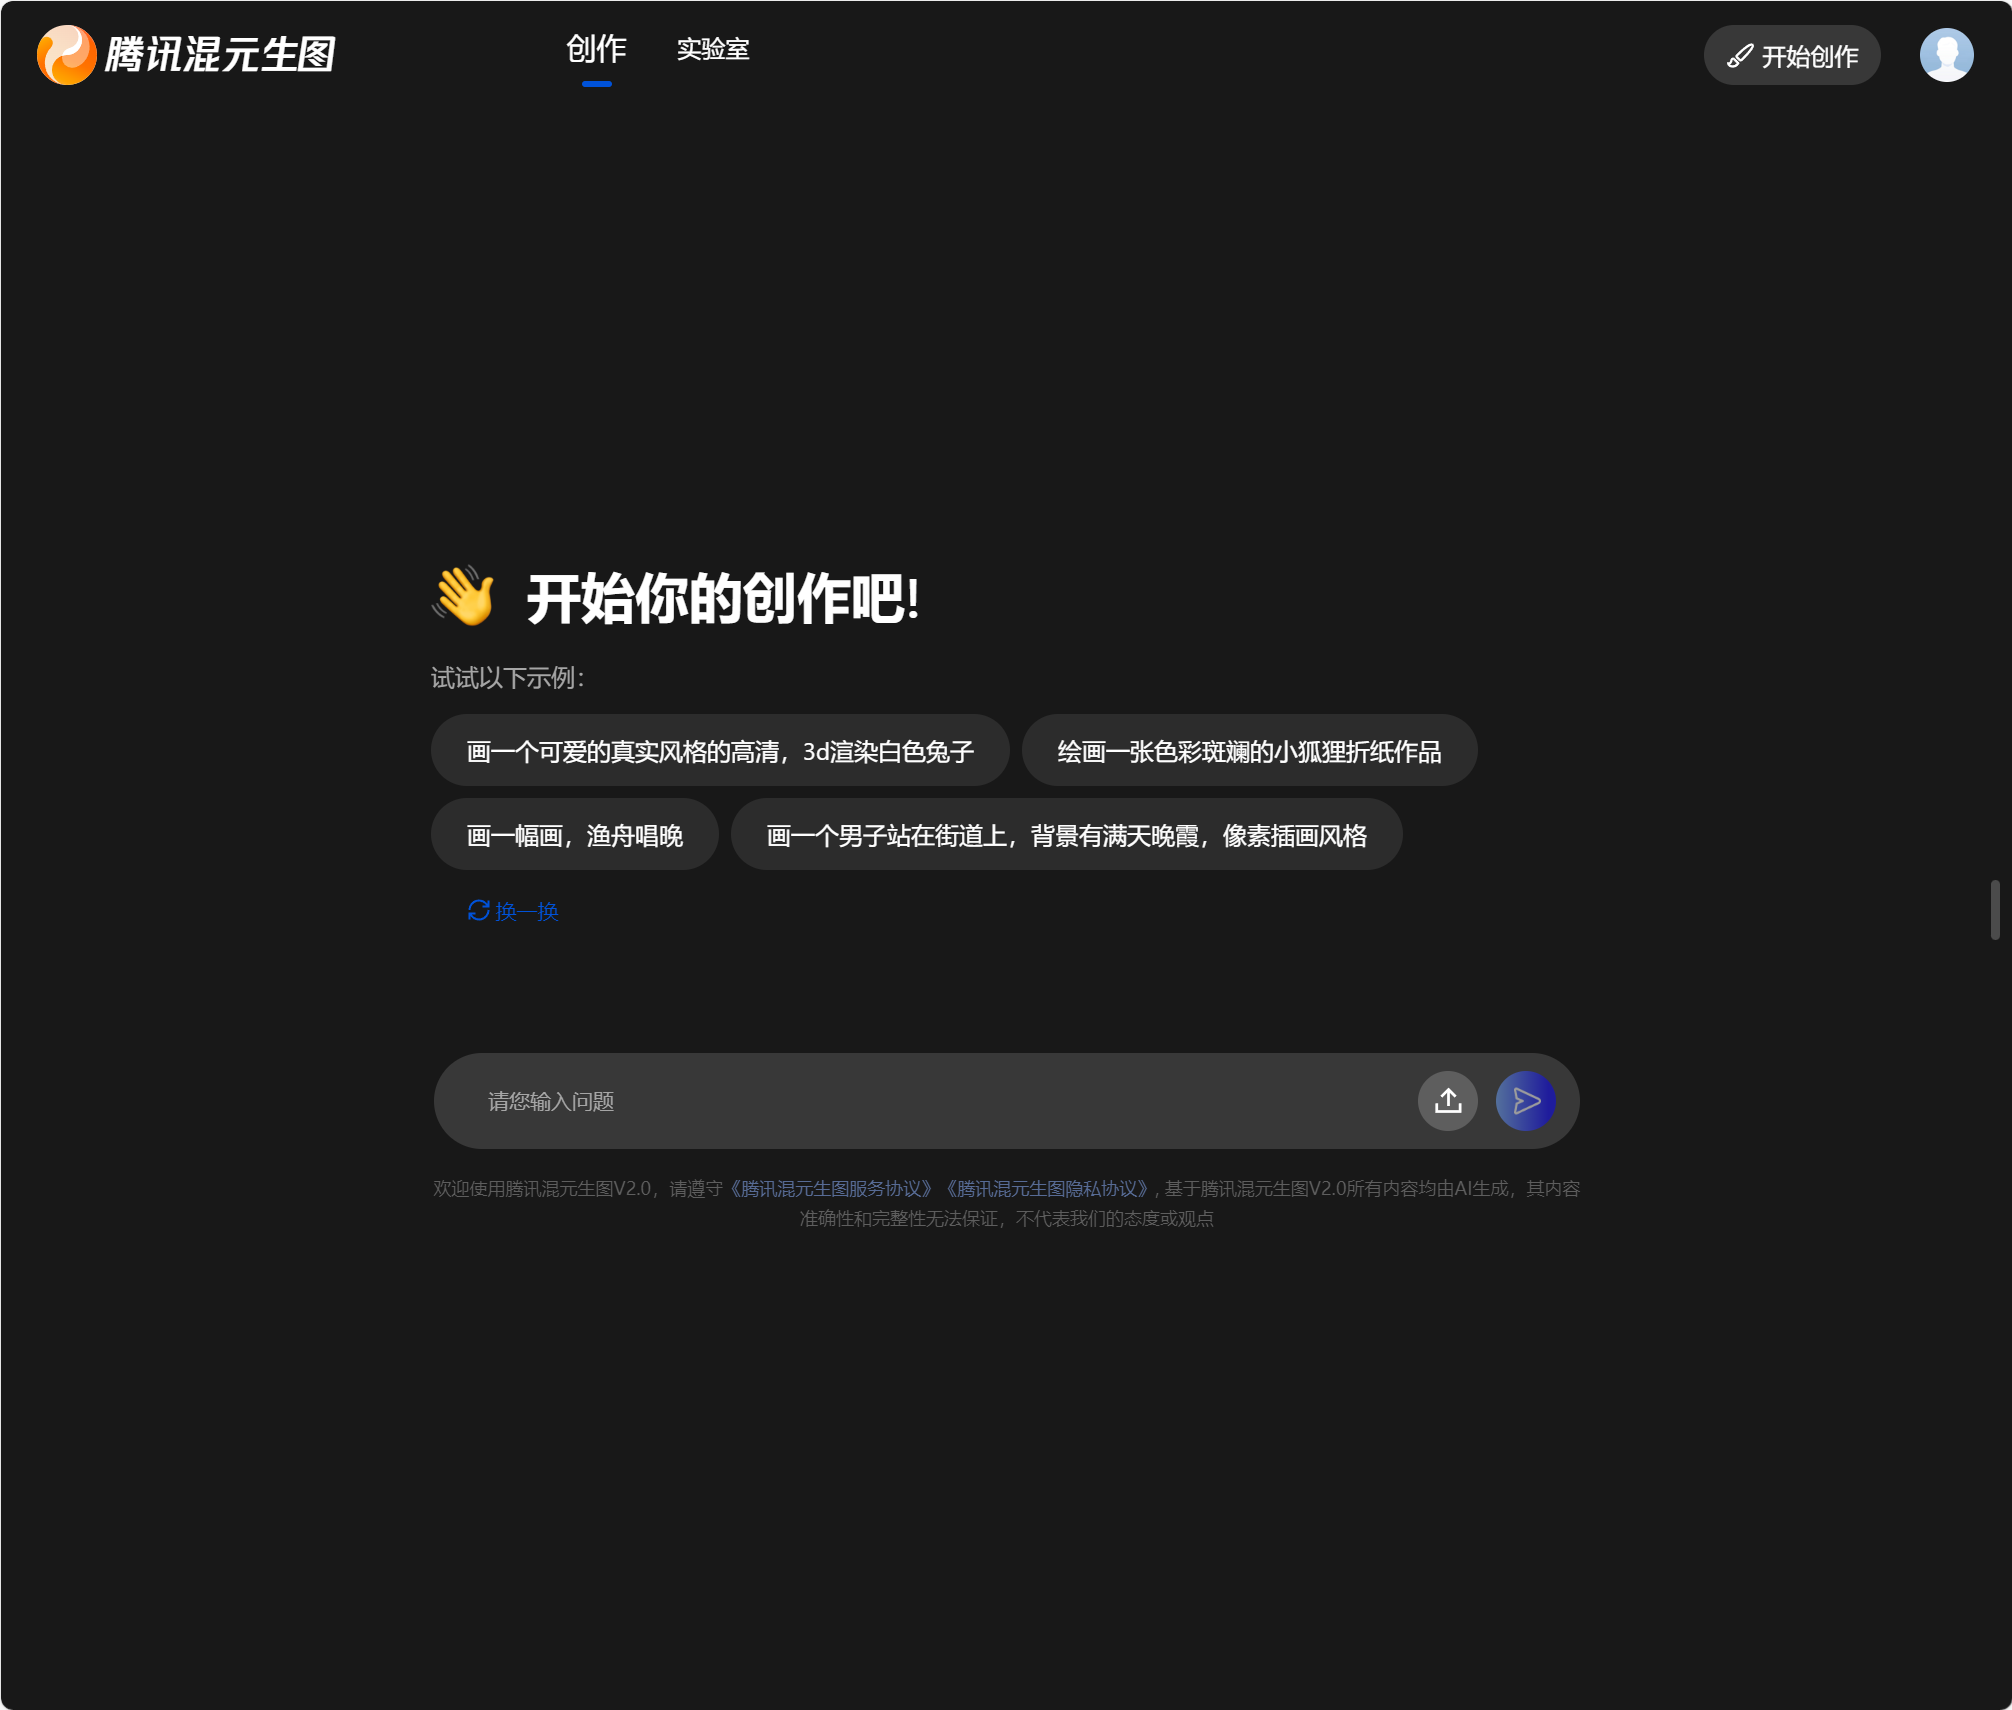 腾讯混元生图
创作
实验室
开始创作
开始你的创作吧!
试试以下示例：
画一个可爱的真实风格的高清，3d渲染白色兔子
绘画一张色彩斑斓的小狐狸折纸作品
画一幅画，渔舟唱晚
画一个男子站在街道上，背景有满天晚霞，像素插画风格
换一换
请您输入问题
欢迎使用腾讯混元生图V2.0，请遵守《腾讯混元生图服务协议》《腾讯混元生图隐私协议》, 基于腾讯混元生图V2.0所有内容均由AI生成，其内容
准确性和完整性无法保证，不代表我们的态度或观点